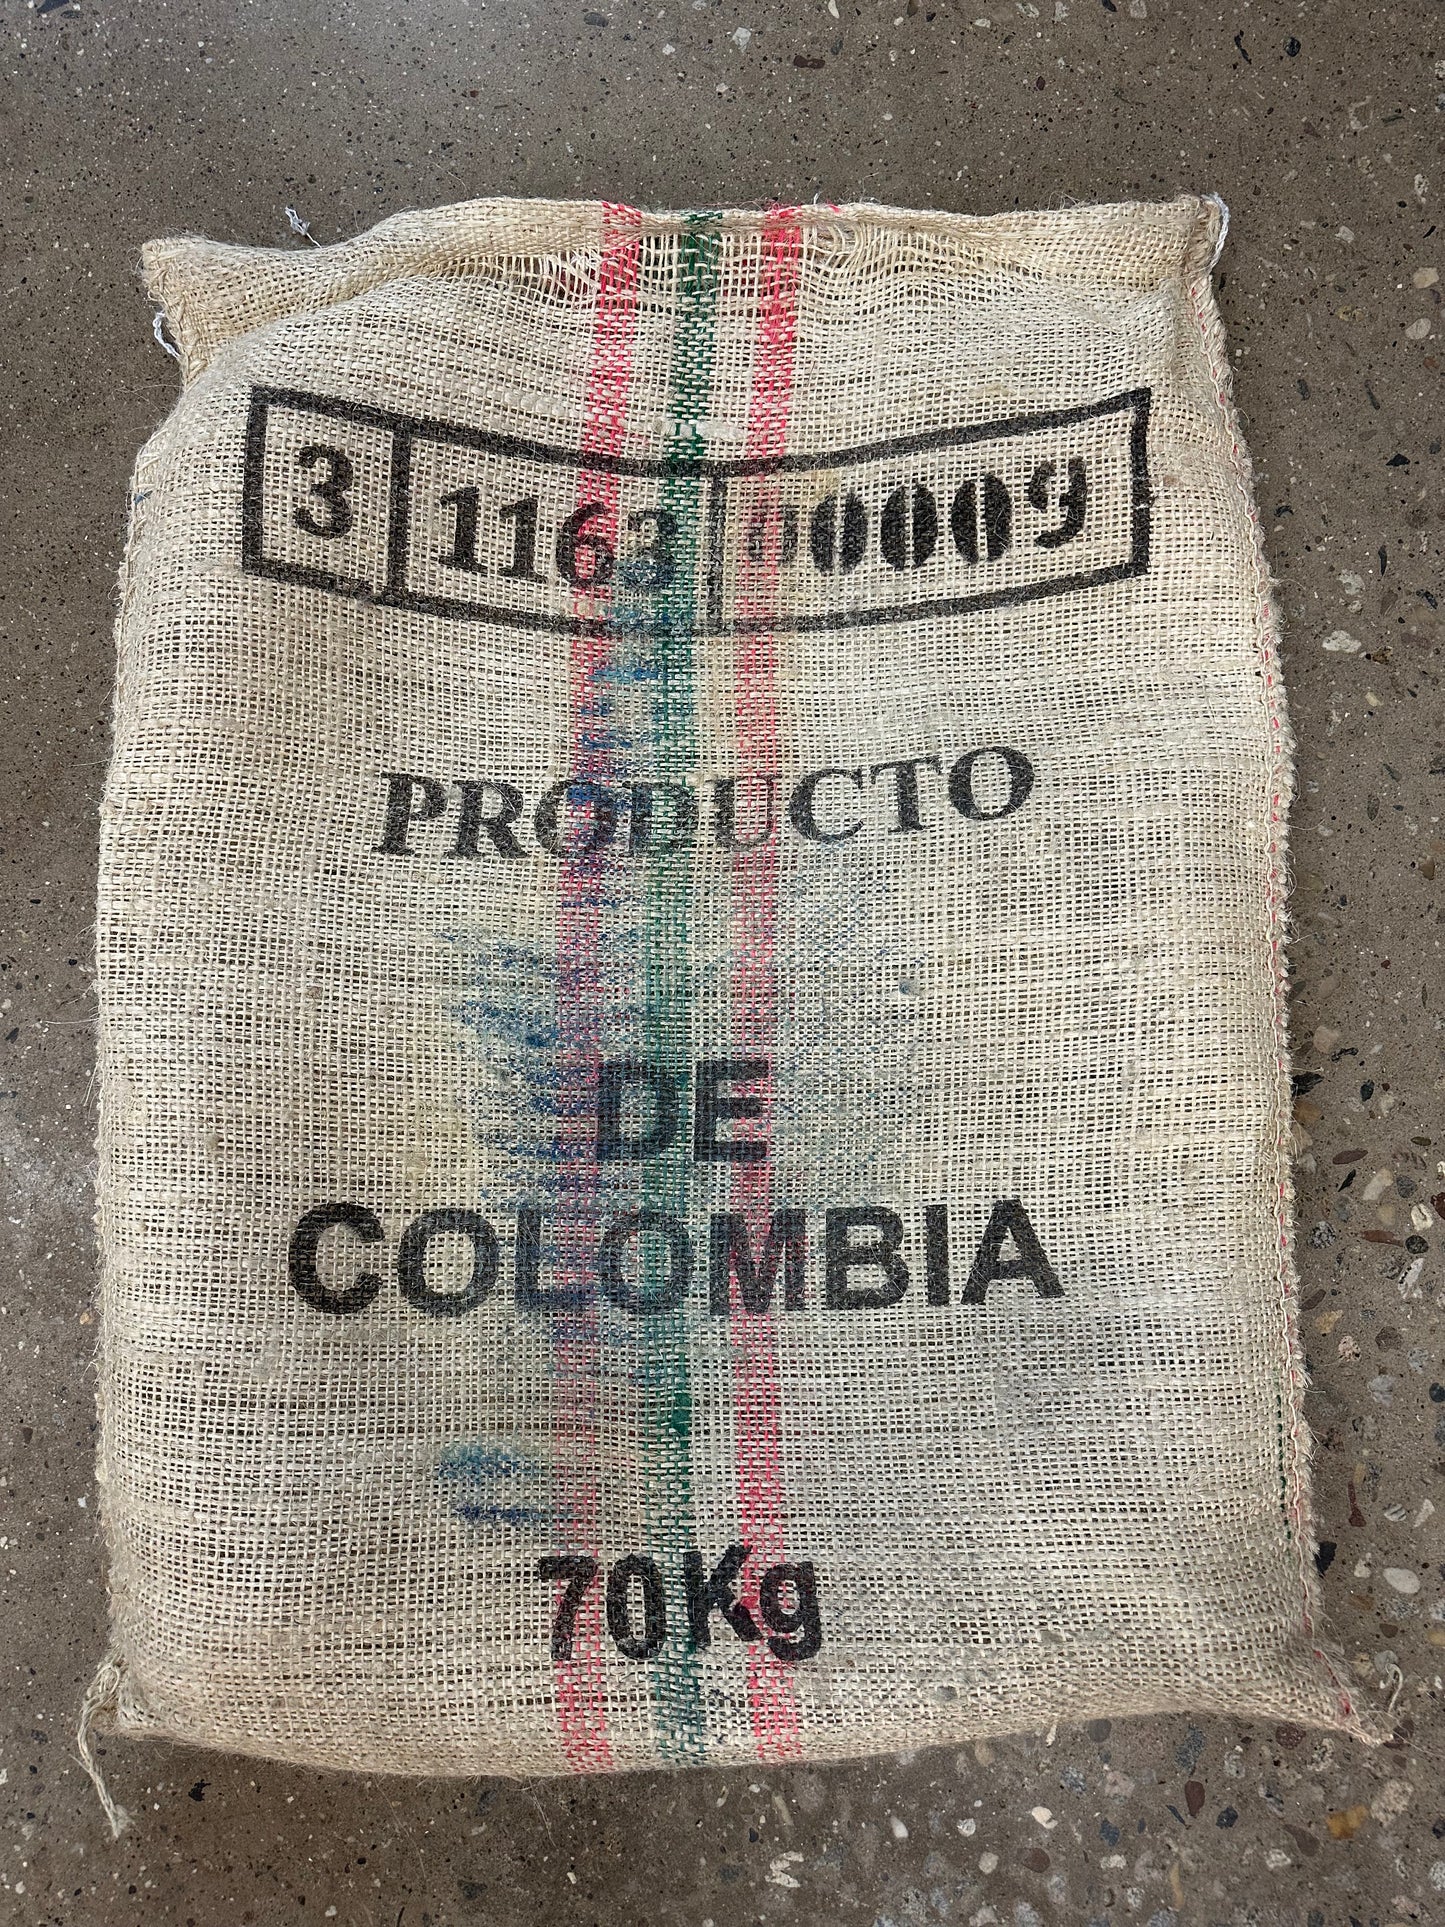 3 1163 00009
PRODUCTO
DE
COLOMBIA
70Kg